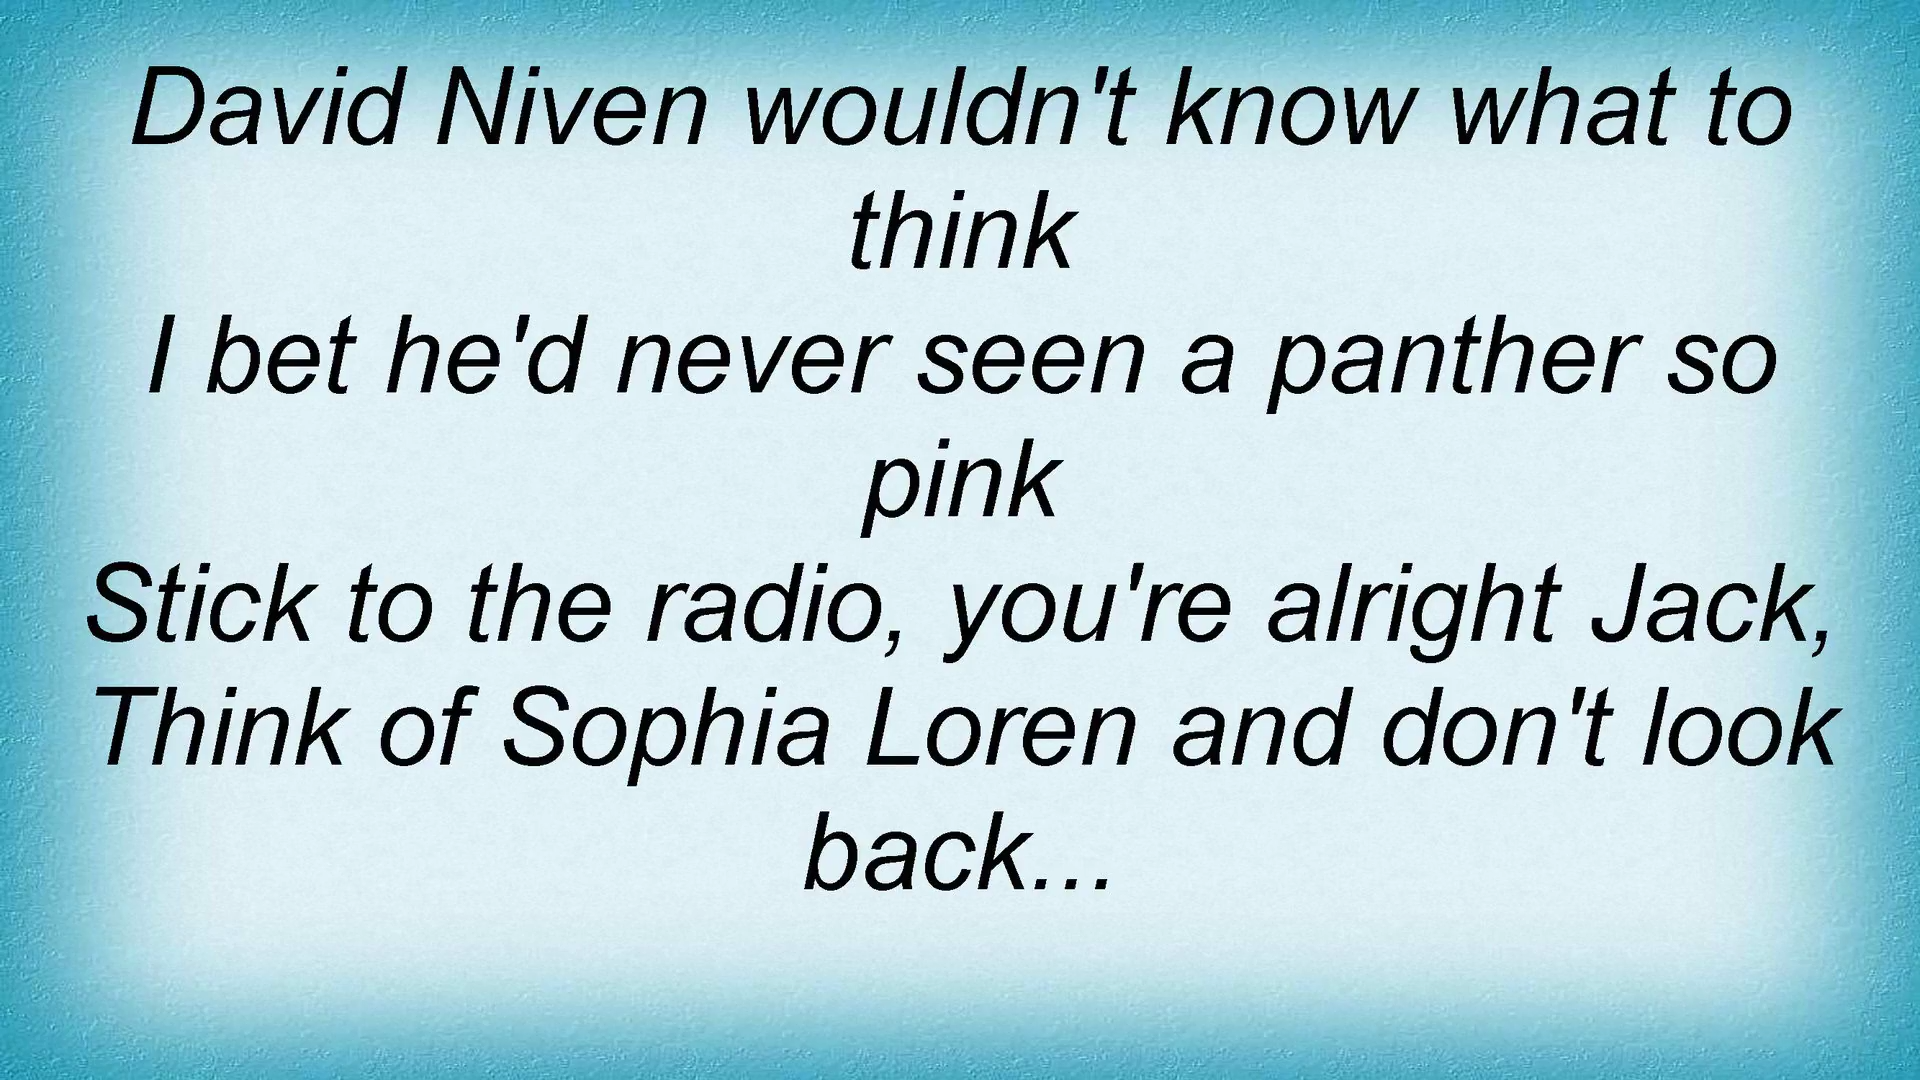 David Niven wouldn't know what to
think
I bet he'd never seen a panther so
pink
Stick to the radio, you're alright Jack,
Think of Sophia Loren and don't look
back...